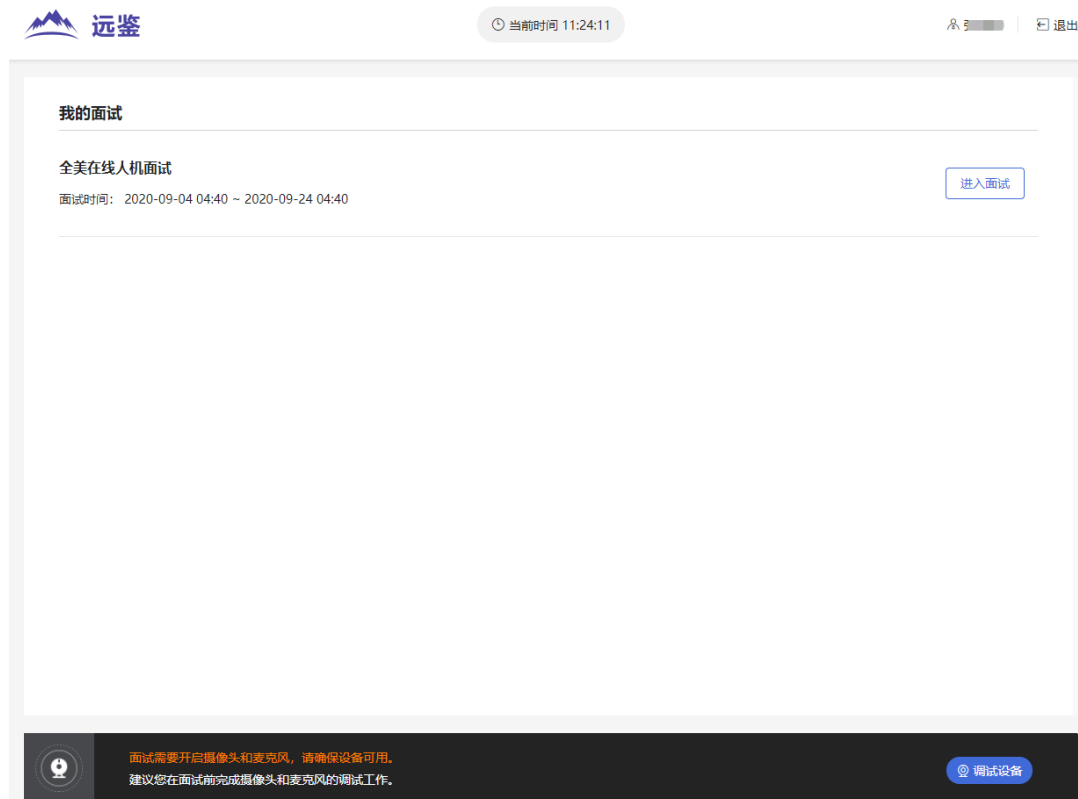 远鉴
当前时间 11:24:11
退出
我的面试
全美在线人机面试
面试时间： 2020-09-04 04:40 ~ 2020-09-24 04:40
进入面试
面试需要开启摄像头和麦克风，请确保设备可用。
建议您在面试前完成摄像头和麦克风的调试工作。
调试设备